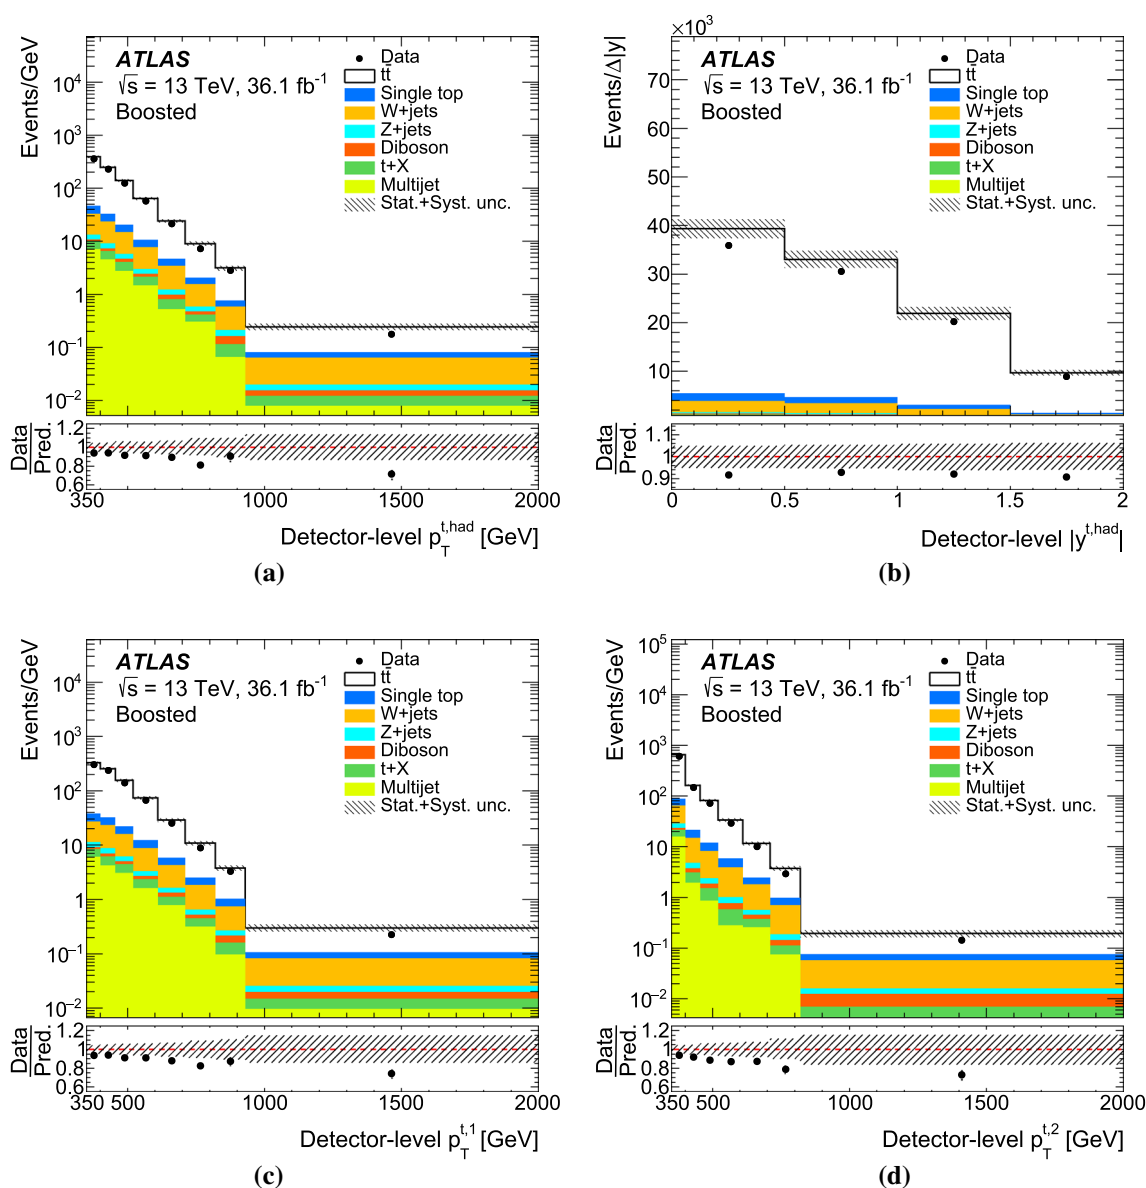 Events/GeV
ATLAS
√s = 13 TeV, 36.1 fb⁻¹
Boosted
Data
tt̄
Single top
W+jets
Z+jets
Diboson
t+X
Multijet
Stat.+Syst. unc.
10⁴
10³
10²
10
1
10⁻¹
10⁻²
Data
Pred.
1.2
1
0.8
0.6
350 500 1000 1500 2000
Detector-level p_T^{t,had} [GeV]
(a)
×10³
Events/Δ|y|
ATLAS
√s = 13 TeV, 36.1 fb⁻¹
Boosted
Data
tt̄
Single top
W+jets
Z+jets
Diboson
t+X
Multijet
Stat.+Syst. unc.
70
60
50
40
30
20
10
Data
Pred.
1.1
1
0.9
0 0.5 1 1.5 2
Detector-level |y^{t,had}|
(b)
Events/GeV
ATLAS
√s = 13 TeV, 36.1 fb⁻¹
Boosted
Data
tt̄
Single top
W+jets
Z+jets
Diboson
t+X
Multijet
Stat.+Syst. unc.
10⁴
10³
10²
10
1
10⁻¹
10⁻²
Data
Pred.
1.2
1
0.8
0.6
350 500 1000 1500 2000
Detector-level p_T^{t,1} [GeV]
(c)
Events/GeV
ATLAS
√s = 13 TeV, 36.1 fb⁻¹
Boosted
Data
tt̄
Single top
W+jets
Z+jets
Diboson
t+X
Multijet
Stat.+Syst. unc.
10⁵
10⁴
10³
10²
10
1
10⁻¹
10⁻²
Data
Pred.
1.2
1
0.8
0.6
350 500 1000 1500 2000
Detector-level p_T^{t,2} [GeV]
(d)